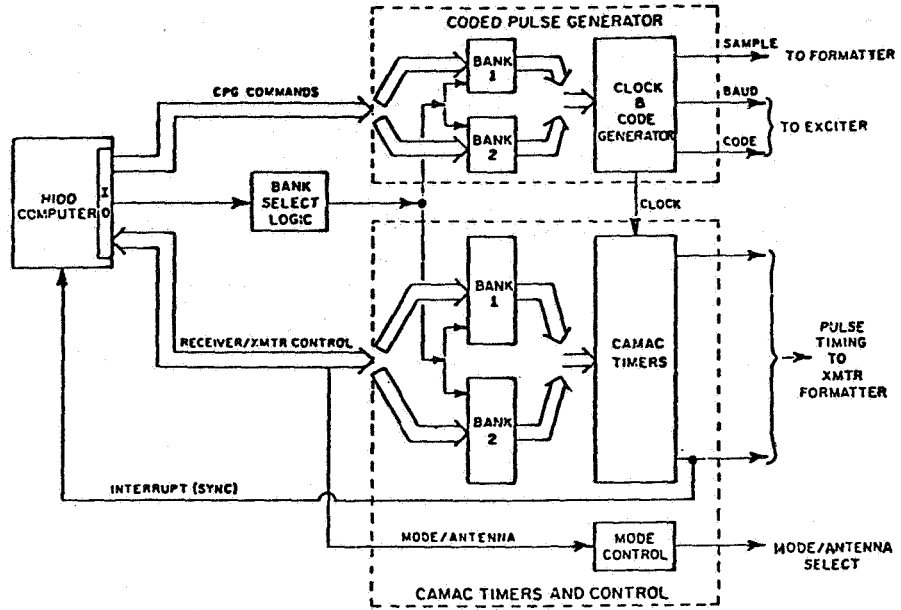 CODED PULSE GENERATOR
BANK
1
BANK
2
CLOCK
&
CODE
GENERATOR
SAMPLE
TO FORMATTER
BAUD
TO EXCITER
CODE
CPG COMMANDS
H100
COMPUTER
I
O
BANK
SELECT
LOGIC
CLOCK
BANK
1
BANK
2
CAMAC
TIMERS
RECEIVER/XMTR CONTROL
PULSE
TIMING
TO
XMTR
FORMATTER
INTERRUPT (SYNC)
MODE/ANTENNA
MODE
CONTROL
MODE/ANTENNA
SELECT
CAMAC TIMERS AND CONTROL